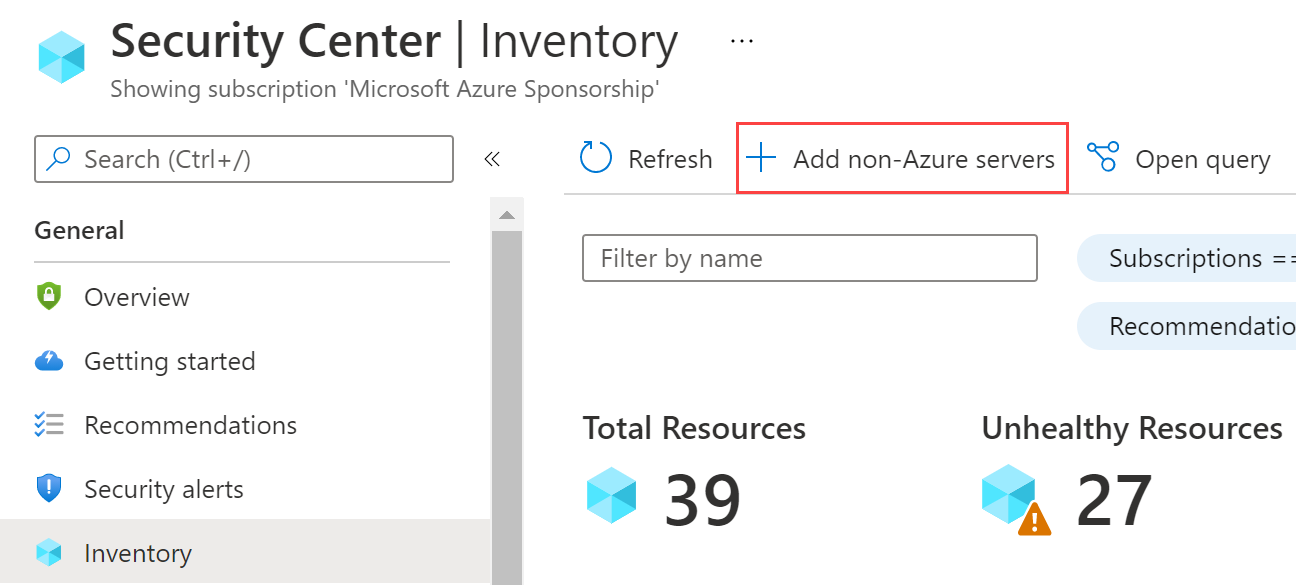 Security Center | Inventory ...
Showing subscription 'Microsoft Azure Sponsorship'
Search (Ctrl+/)
«
Refresh
+ Add non-Azure servers
Open query
General
Overview
Getting started
Recommendations
Security alerts
Inventory
Filter by name
Subscriptions ==
Recommendatio
Total Resources
39
Unhealthy Resources
27